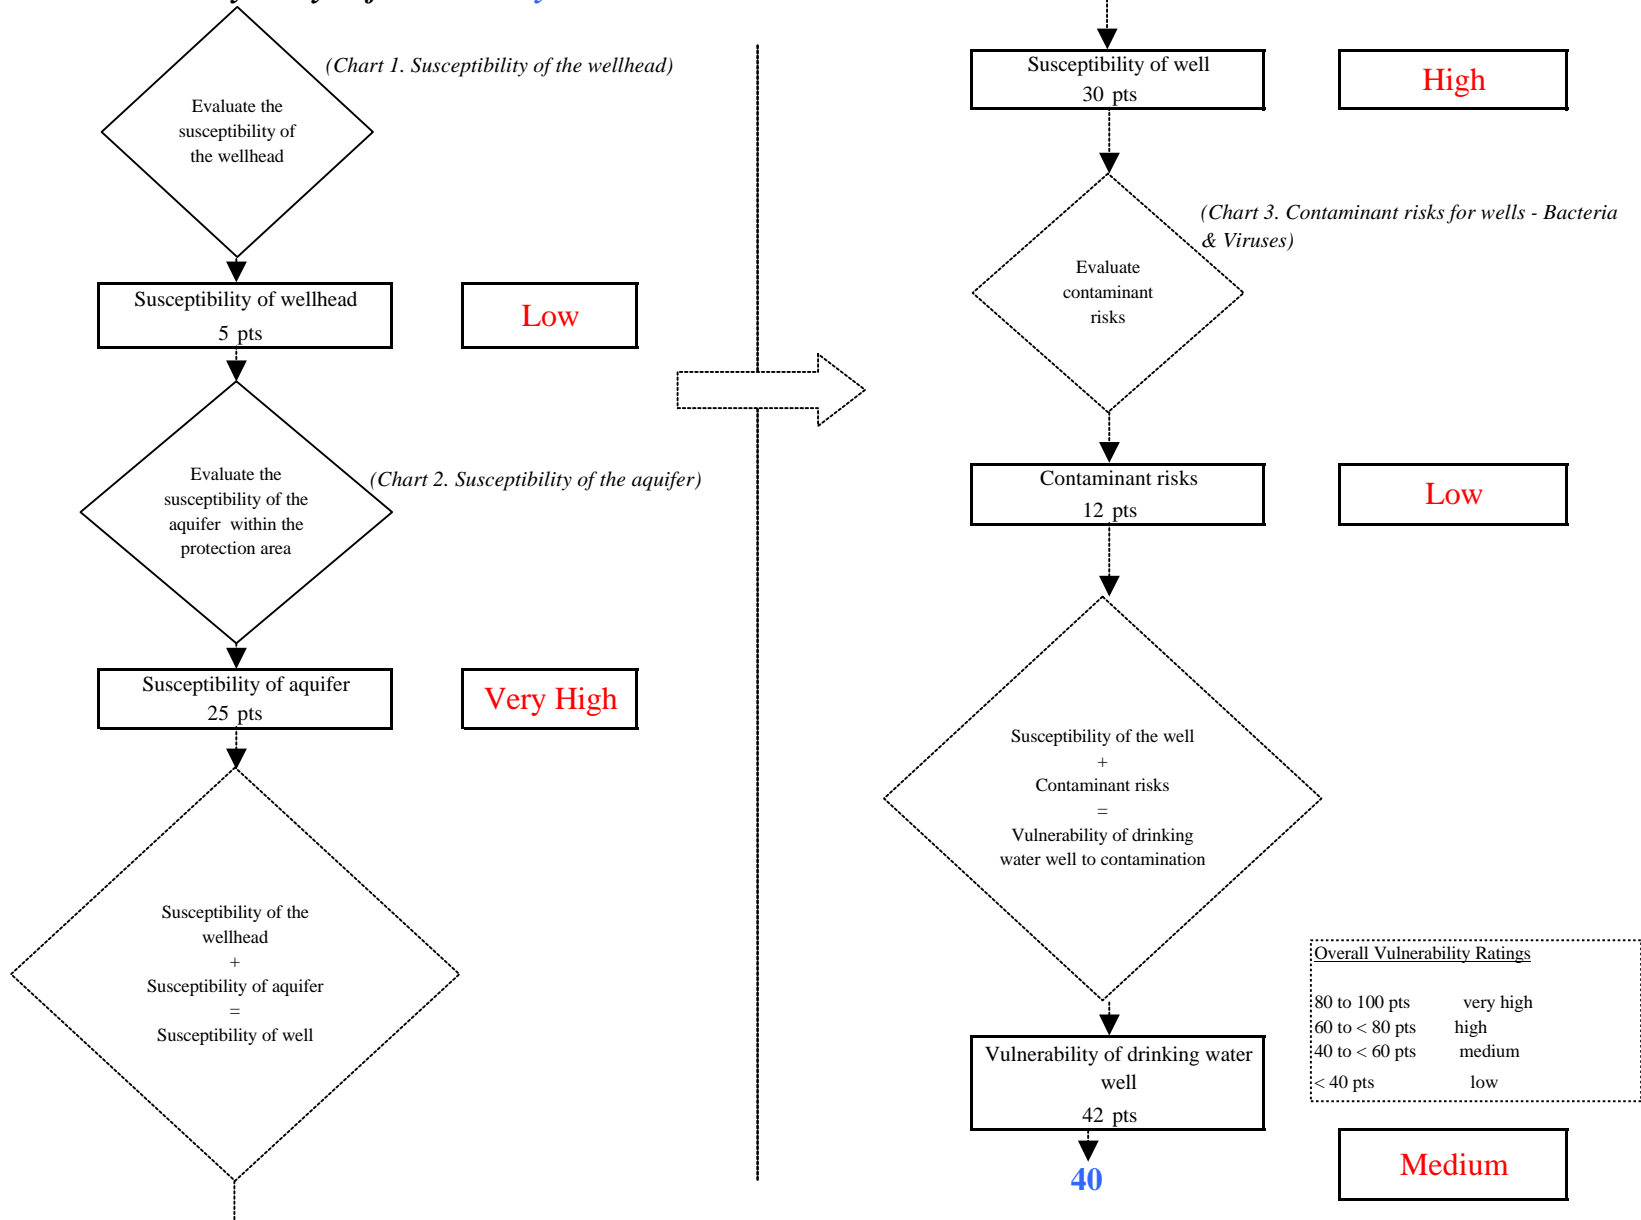 (Chart 1. Susceptibility of the wellhead)
Evaluate the
susceptibility of
the wellhead
Susceptibility of wellhead
5 pts
Low
Evaluate the
susceptibility of the
aquifer within the
protection area
(Chart 2. Susceptibility of the aquifer)
Susceptibility of aquifer
25 pts
Very High
Susceptibility of the
wellhead
+
Susceptibility of aquifer
=
Susceptibility of well
Susceptibility of well
30 pts
High
(Chart 3. Contaminant risks for wells - Bacteria
& Viruses)
Evaluate
contaminant
risks
Contaminant risks
12 pts
Low
Susceptibility of the well
+
Contaminant risks
=
Vulnerability of drinking
water well to contamination
Overall Vulnerability Ratings
80 to 100 pts very high
60 to < 80 pts high
40 to < 60 pts medium
< 40 pts low
Vulnerability of drinking water
well
42 pts
40
Medium